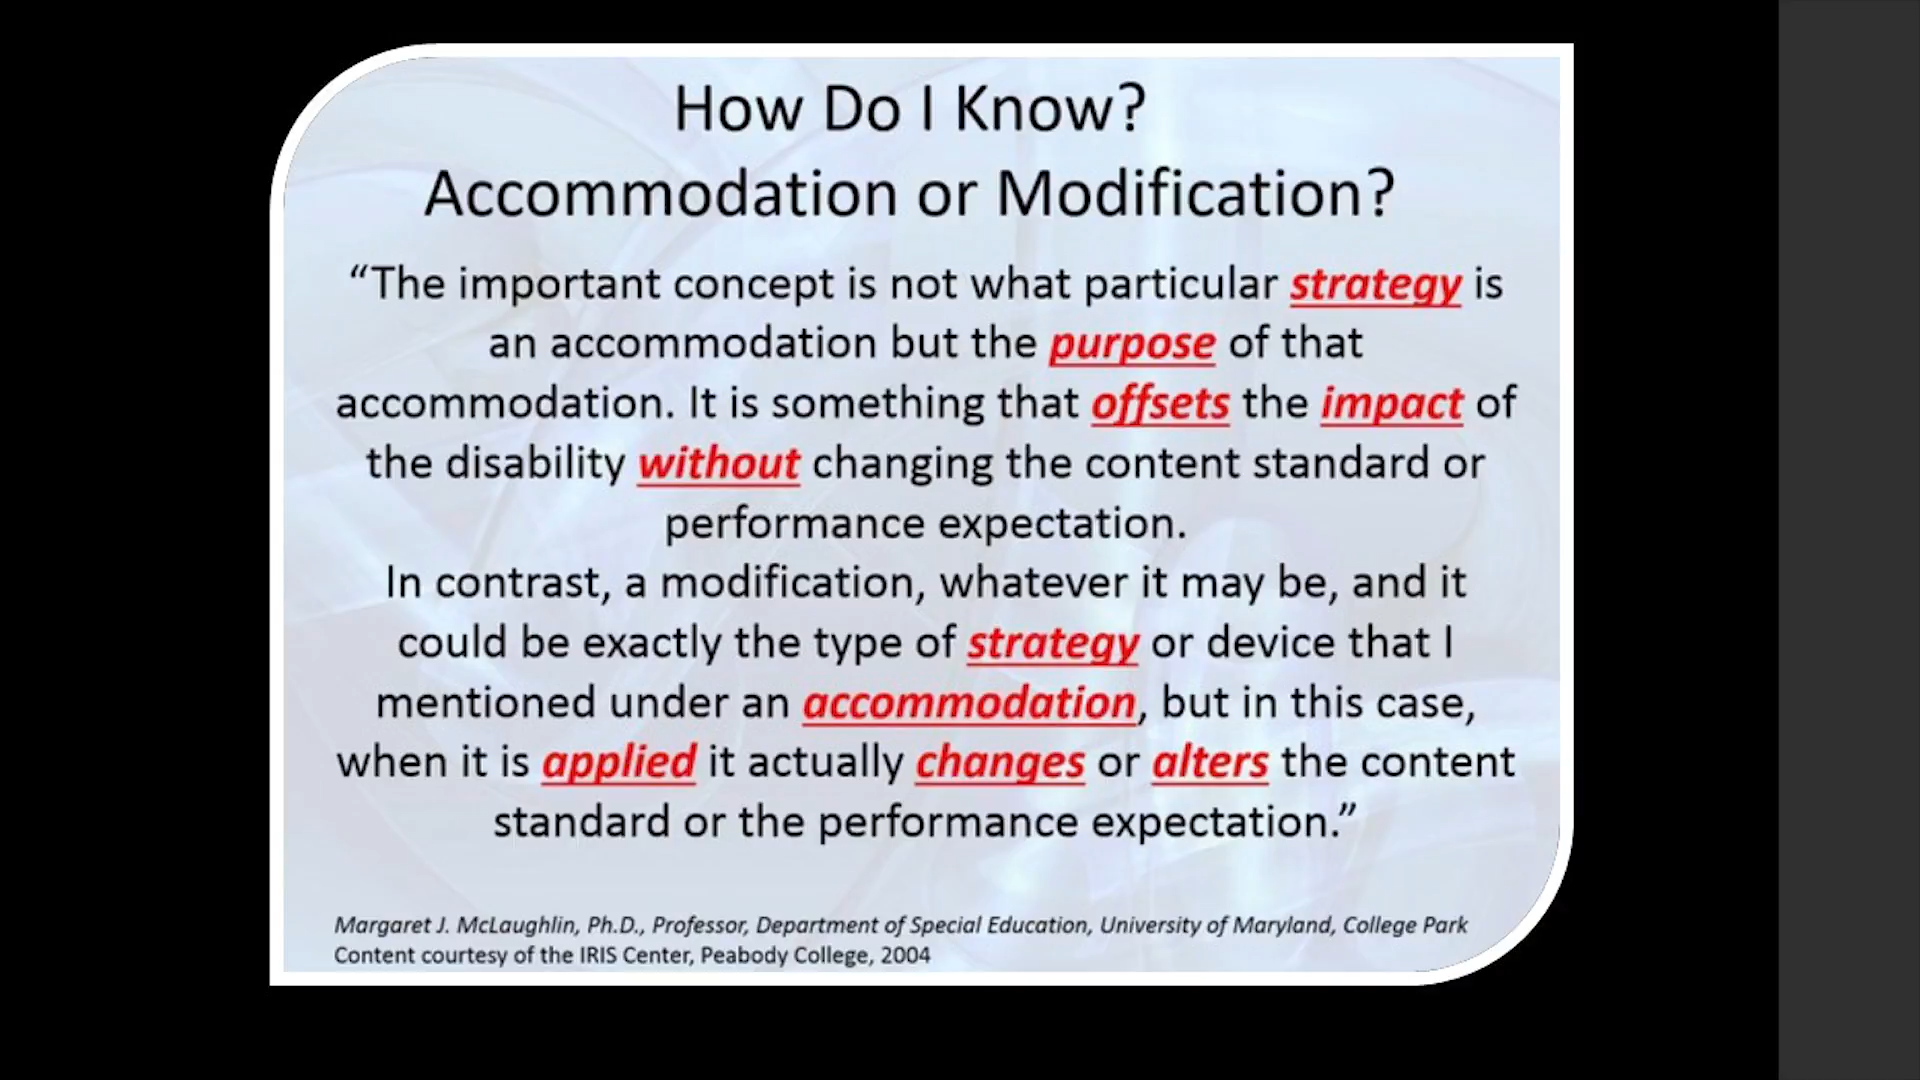 How Do I Know?
Accommodation or Modification?
“The important concept is not what particular strategy is
an accommodation but the purpose of that
accommodation. It is something that offsets the impact of
the disability without changing the content standard or
performance expectation.
In contrast, a modification, whatever it may be, and it
could be exactly the type of strategy or device that I
mentioned under an accommodation, but in this case,
when it is applied it actually changes or alters the content
standard or the performance expectation.”
Margaret J. McLaughlin, Ph.D., Professor, Department of Special Education, University of Maryland, College Park
Content courtesy of the IRIS Center, Peabody College, 2004